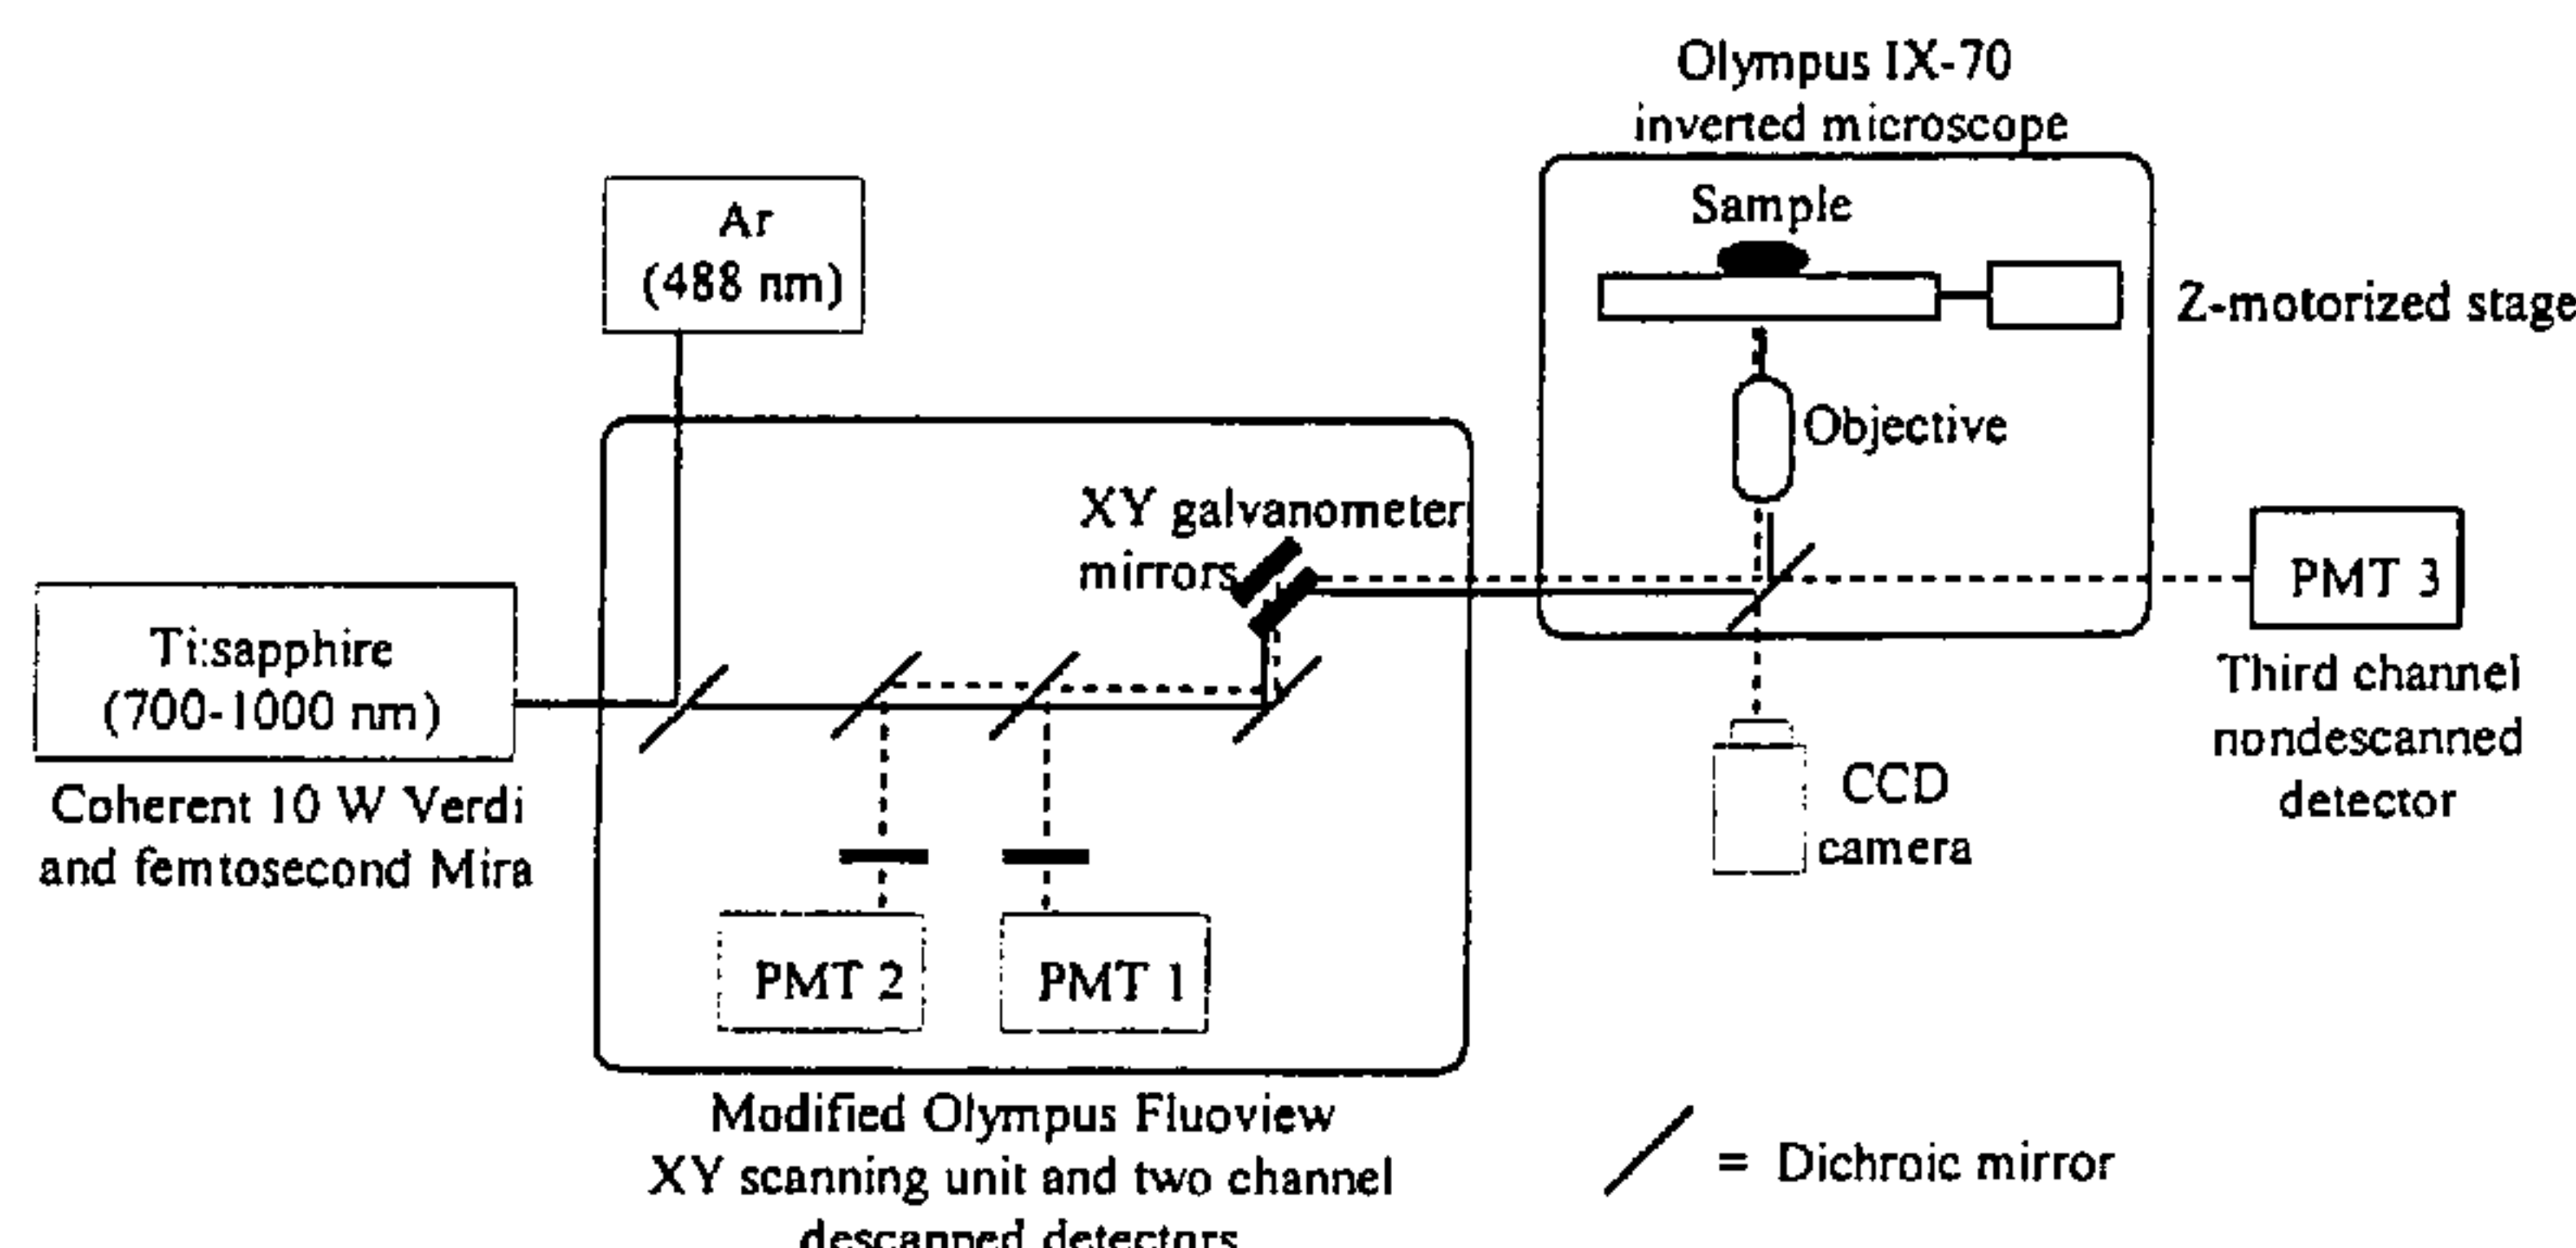 Olympus IX-70
inverted microscope
Ar
(488 nm)
Sample
Z-motorized stage
Objective
XY galvanometer
mirrors
Ti:sapphire
(700-1000 nm)
Coherent 10 W Verdi
and femtosecond Mira
PMT 3
Third channel
nondescanned
detector
CCD
camera
PMT 2
PMT 1
Modified Olympus Fluoview
XY scanning unit and two channel
descanned detectors
= Dichroic mirror